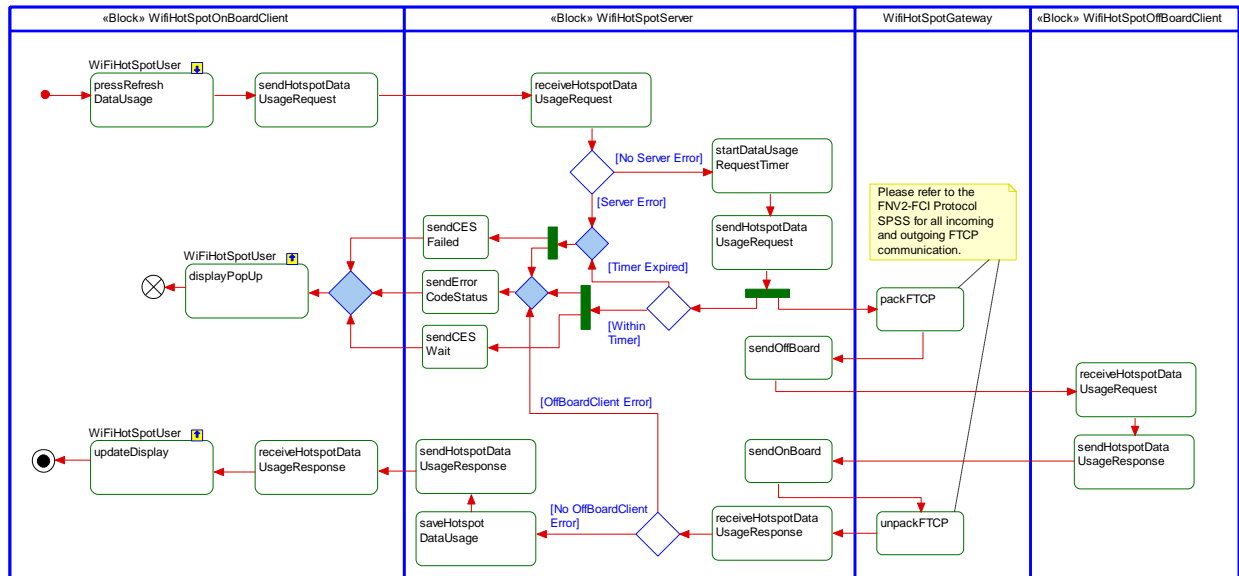 «Block» WifiHotSpotOnBoardClient
«Block» WifiHotSpotServer
WifiHotSpotGateway
«Block» WifiHotSpotOffBoardClient
WiFiHotSpotUser
pressRefresh
DataUsage
sendHotspotData
UsageRequest
receiveHotspotData
UsageRequest
[No Server Error]
startDataUsage
RequestTimer
[Server Error]
Please refer to the
FNV2-FCI Protocol
SPSS for all incoming
and outgoing FTCP
communication.
sendCES
Failed
sendHotspotData
UsageRequest
WiFiHotSpotUser
displayPopUp
[Timer Expired]
sendError
CodeStatus
packFTCP
[Within
Timer]
sendCES
Wait
sendOffBoard
receiveHotspotData
UsageRequest
[OffBoardClient Error]
WiFiHotSpotUser
updateDisplay
receiveHotspotData
UsageResponse
sendHotspotData
UsageResponse
sendOnBoard
sendHotspotData
UsageResponse
saveHotspot
DataUsage
[No OffBoardClient
Error]
receiveHotspotData
UsageResponse
unpackFTCP